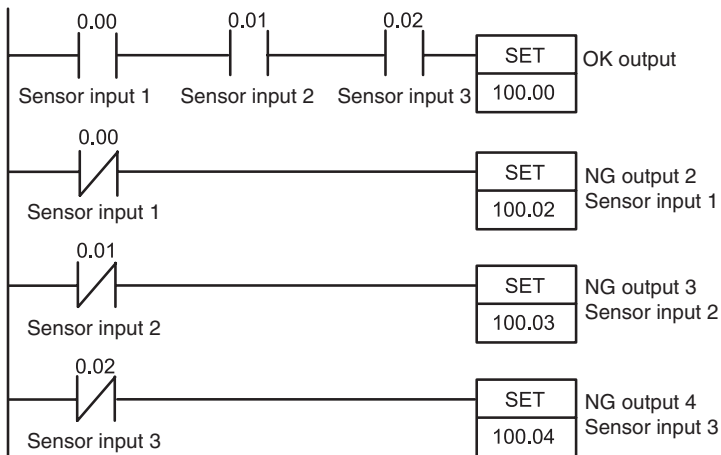 0.00 0.01 0.02
SET OK output
Sensor input 1 Sensor input 2 Sensor input 3 100.00
0.00
SET NG output 2
Sensor input 1 100.02 Sensor input 1
0.01
SET NG output 3
Sensor input 2 100.03 Sensor input 2
0.02
SET NG output 4
Sensor input 3 100.04 Sensor input 3